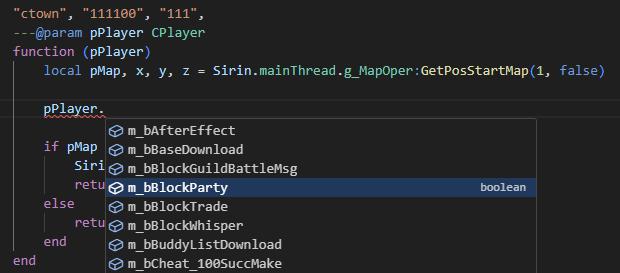 "ctown", "111100", "111",
---@param pPlayer CPlayer
function (pPlayer)
local pMap, x, y, z = Sirin.mainThread.g_MapOper:GetPosStartMap(1, false)
pPlayer.
m_bAfterEffect
m_bBaseDownload
if pMap
m_bBlockGuildBattleMsg
Siri
m_bBlockParty boolean
retu
m_bBlockTrade
else
m_bBlockWhisper
retu
m_bBuddyListDownload
end
m_bCheat_100SuccMake
end